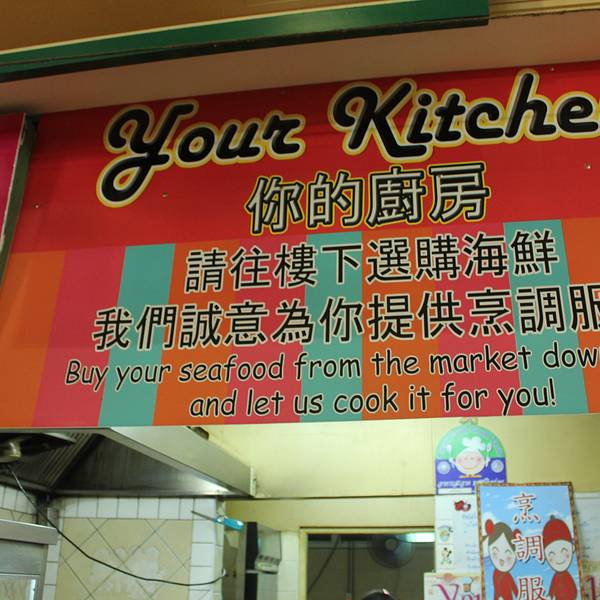 Your Kitche
你的廚房
請往樓下選購海鮮
我們誠意為你提供烹調服
Buy your seafood from the market dow
and let us cook it for you!
烹
調
服